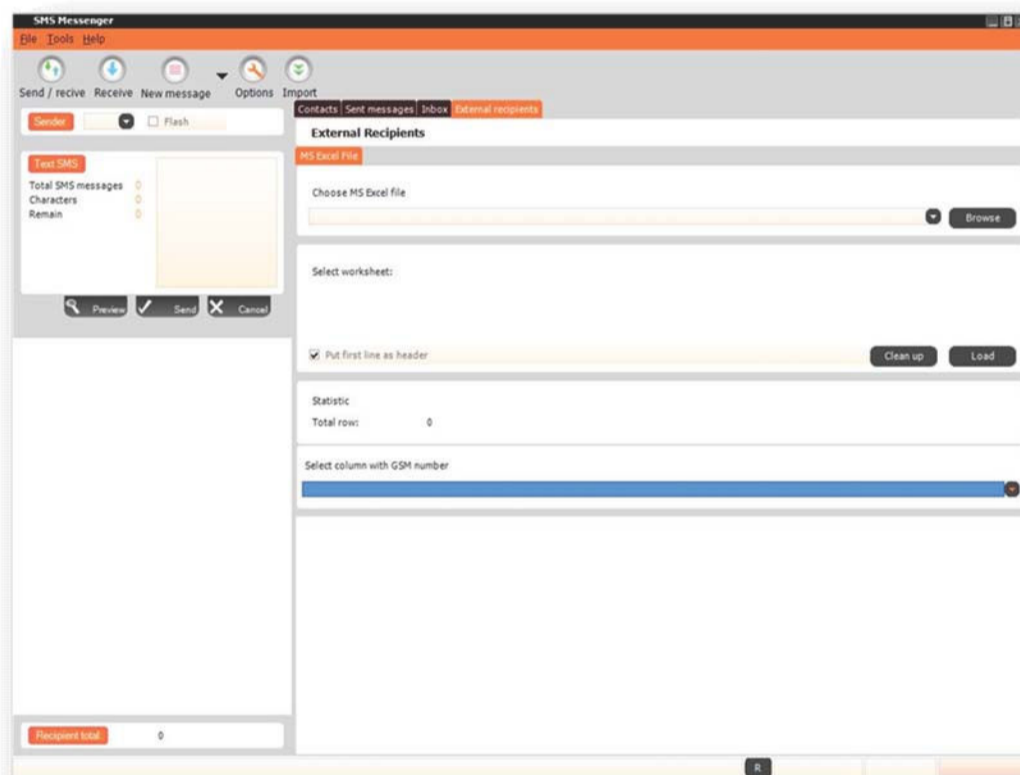 SMS Messenger
File Tools Help
Send / recive Receive New message Options Import
Contacts Sent messages Inbox External recipients
Sender Flash
External Recipients
MS Excel File
Text SMS
Total SMS messages 0
Characters 0
Remain 0
Choose MS Excel file
Browse
Select worksheet:
Preview Send Cancel
Put first line as header Clean up Load
Statistic
Total row: 0
Select column with GSM number
Recipient total 0
R